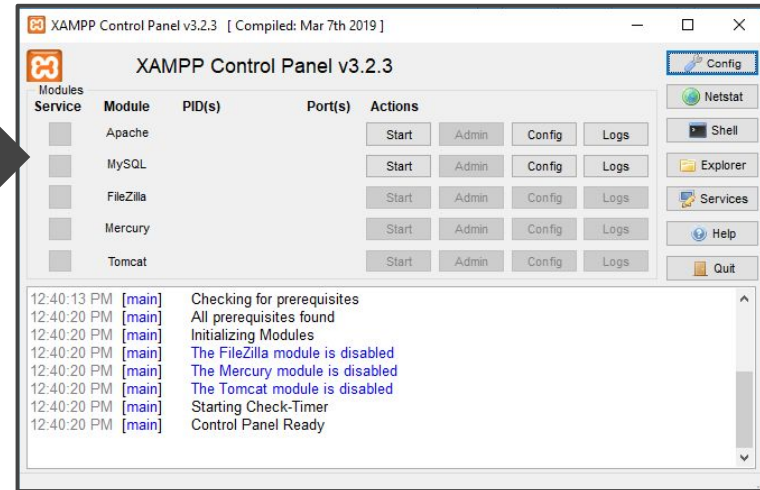 XAMPP Control Panel v3.2.3 [ Compiled: Mar 7th 2019 ]
XAMPP Control Panel v3.2.3
Config
Modules
Service Module PID(s) Port(s) Actions
Netstat
Apache Start Admin Config Logs
Shell
MySQL Start Admin Config Logs
Explorer
FileZilla Start Admin Config Logs
Services
Mercury Start Admin Config Logs
Help
Tomcat Start Admin Config Logs
Quit
12:40:13 PM [main] Checking for prerequisites
12:40:20 PM [main] All prerequisites found
12:40:20 PM [main] Initializing Modules
12:40:20 PM [main] The FileZilla module is disabled
12:40:20 PM [main] The Mercury module is disabled
12:40:20 PM [main] The Tomcat module is disabled
12:40:20 PM [main] Starting Check-Timer
12:40:20 PM [main] Control Panel Ready